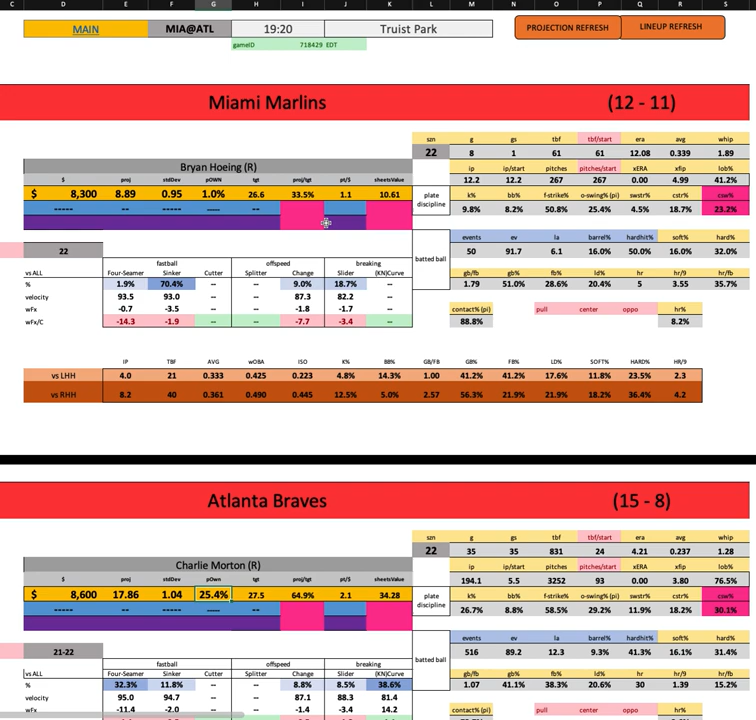 C D E F G H I J K L M N O P Q R S
MAIN MIA@ATL 19:20 Truist Park PROJECTION REFRESH LINEUP REFRESH
gameID 718429 EDT
Miami Marlins (12 - 11)
szn g gs tbf tbf/start era avg whip
22 8 1 61 61 12.08 0.339 1.89
Bryan Hoeing (R)
ip ip/start pitches pitches/start xERA xfip lob%
$ proj stdDev pOWN tgt proj/tgt pt/$ sheetsValue
12.2 12.2 267 267 0.00 4.99 41.2%
$ 8,300 8.89 0.95 1.0% 26.6 33.5% 1.1 10.61
plate discipline
k% bb% f-strike% o-swing% (pi) swstr% cstr% csw%
----- -- -- — --
9.8% 8.2% 50.8% 25.4% 4.5% 18.7% 23.2%
events ev la barrel% hardhit% soft% hard%
22
batted ball
50 91.7 6.1 16.0% 50.0% 16.0% 32.0%
fastball offspeed breaking
vs ALL Four-Seamer Sinker Cutter Splitter Change Slider (KN)Curve
gb/fb gb% fb% ld% hr hr/9 hr/fb
% 1.9% 70.4% -- -- 9.0% 18.7% --
1.79 51.0% 28.6% 20.4% 5 3.55 35.7%
velocity 93.5 93.0 -- -- 87.3 82.2 --
wFx -0.7 -3.5 -- -- -1.8 -1.7 --
contact% (pi) pull center oppo hr%
wFx/C -14.3 -1.9 -- -- -7.7 -3.4 --
88.8% 8.2%
IP TBF AVG wOBA ISO K% BB% GB/FB GB% FB% LD% SOFT% HARD% HR/9
vs LHH 4.0 21 0.333 0.425 0.223 4.8% 14.3% 1.00 41.2% 41.2% 17.6% 11.8% 23.5% 2.3
vs RHH 8.2 40 0.361 0.490 0.445 12.5% 5.0% 2.57 56.3% 21.9% 21.9% 18.2% 36.4% 4.2
Atlanta Braves (15 - 8)
szn g gs tbf tbf/start era avg whip
22 35 35 831 24 4.21 0.237 1.28
Charlie Morton (R)
ip ip/start pitches pitches/start xERA xfip lob%
$ proj stdDev pOwn tgt proj/tgt pt/$ sheetsValue
194.1 5.5 3252 93 0.00 3.80 76.5%
$ 8,600 17.86 1.04 25.4% 27.5 64.9% 2.1 34.28
plate discipline
k% bb% f-strike% o-swing% (pi) swstr% cstr% csw%
----- -- -- — --
26.7% 8.8% 58.5% 29.2% 11.9% 18.2% 30.1%
events ev la barrel% hardhit% soft% hard%
21-22
batted ball
516 89.2 12.3 9.3% 41.3% 16.1% 31.4%
fastball offspeed breaking
vs ALL Four-Seamer Sinker Cutter Splitter Change Slider (KN)Curve
gb/fb gb% fb% ld% hr hr/9 hr/fb
% 32.3% 11.8% -- -- 8.8% 8.5% 38.6%
1.07 41.1% 38.3% 20.6% 30 1.39 15.2%
velocity 95.0 94.7 -- -- 87.1 88.3 81.4
wFx -11.4 -2.0 -- -- -1.4 -3.4 14.2
pull center oppo hr%